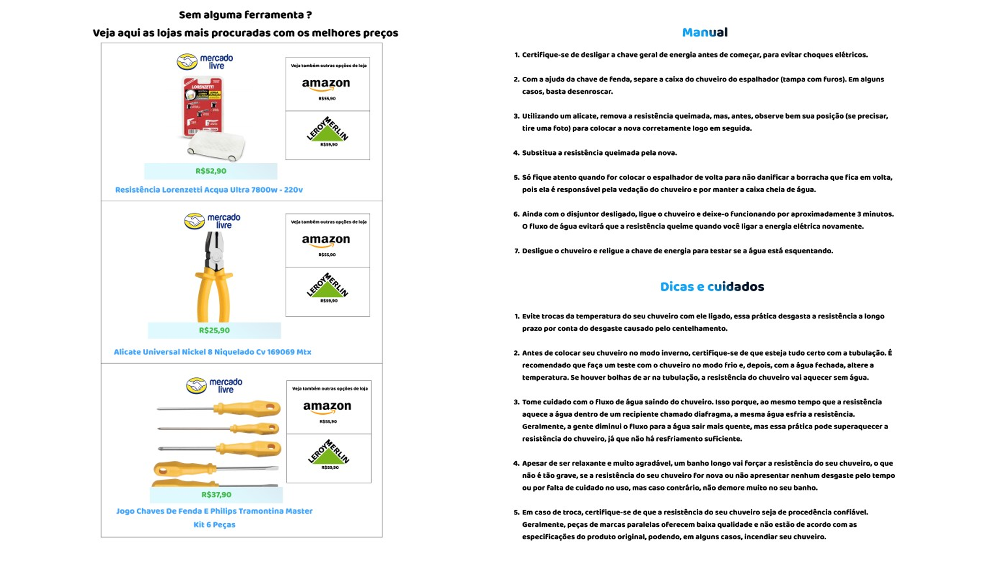 Sem alguma ferramenta ?
Veja aqui as lojas mais procuradas com os melhores preços
mercado
livre
LORENZETTI
R$52,90
Resistência Lorenzetti Acqua Ultra 7800w - 220v
Veja também outras opções de loja
amazon
R$55,90
LEROY MERLIN
R$59,90
mercado
livre
R$25,90
Alicate Universal Nickel 8 Niquelado Cv 169069 Mtx
Veja também outras opções de loja
amazon
R$55,90
LEROY MERLIN
R$59,90
mercado
livre
R$37,90
Jogo Chaves De Fenda E Philips Tramontina Master
Kit 6 Peças
Veja também outras opções de loja
amazon
R$55,90
LEROY MERLIN
R$59,90
Manual
1. Certifique-se de desligar a chave geral de energia antes de começar, para evitar choques elétricos.
2. Com a ajuda da chave de fenda, separe a caixa do chuveiro do espalhador (tampa com furos). Em alguns
casos, basta desenroscar.
3. Utilizando um alicate, remova a resistência queimada, mas, antes, observe bem sua posição (se precisar,
tire uma foto) para colocar a nova corretamente logo em seguida.
4. Substitua a resistência queimada pela nova.
5. Só fique atento quando for colocar o espalhador de volta para não danificar a borracha que fica em volta,
pois ela é responsável pela vedação do chuveiro e por manter a caixa cheia de água.
6. Ainda com o disjuntor desligado, ligue o chuveiro e deixe-o funcionando por aproximadamente 3 minutos.
O fluxo de água evitará que a resistência queime quando você ligar a energia elétrica novamente.
7. Desligue o chuveiro e religue a chave de energia para testar se a água está esquentando.
Dicas e cuidados
1. Evite trocas da temperatura do seu chuveiro com ele ligado, essa prática desgasta a resistência a longo
prazo por conta do desgaste causado pelo centelhamento.
2. Antes de colocar seu chuveiro no modo inverno, certifique-se de que esteja tudo certo com a tubulação. É
recomendado que faça um teste com o chuveiro no modo frio e, depois, com a água fechada, altere a
temperatura. Se houver bolhas de ar na tubulação, a resistência do chuveiro vai aquecer sem água.
3. Tome cuidado com o fluxo de água saindo do chuveiro. Isso porque, ao mesmo tempo que a resistência
aquece a água dentro de um recipiente chamado diafragma, a mesma água esfria a resistência.
Geralmente, a gente diminui o fluxo para a água sair mais quente, mas essa prática pode superaquecer a
resistência do chuveiro, já que não há resfriamento suficiente.
4. Apesar de ser relaxante e muito agradável, um banho longo vai forçar a resistência do seu chuveiro, o que
não é tão grave, se a resistência do seu chuveiro for nova ou não apresentar nenhum desgaste pelo tempo
ou por falta de cuidado no uso, mas caso contrário, não demore muito no seu banho.
5. Em caso de troca, certifique-se de que a resistência do seu chuveiro seja de procedência confiável.
Geralmente, peças de marcas paralelas oferecem baixa qualidade e não estão de acordo com as
especificações do produto original, podendo, em alguns casos, incendiar seu chuveiro.